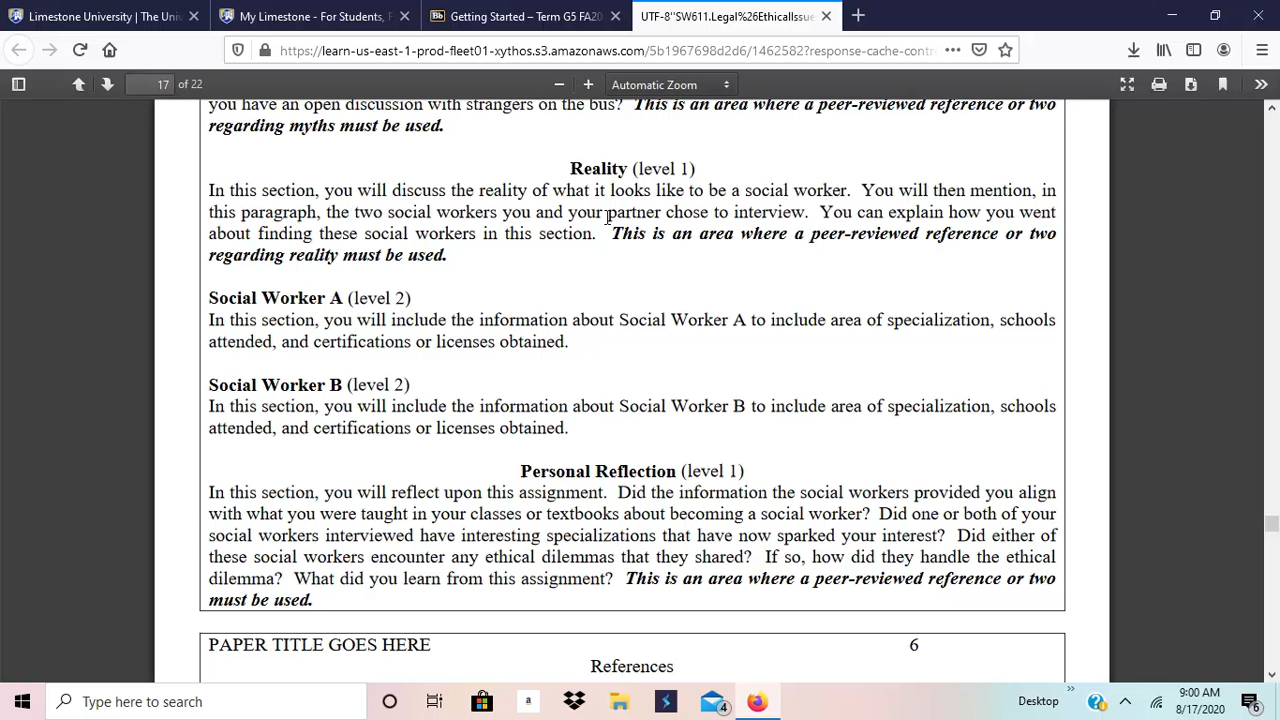 Limestone University | The Uni
My Limestone - For Students, F
Getting Started – Term G5 FA20
UTF-8''SW611.Legal%26EthicalIssue
https://learn-us-east-1-prod-fleet01-xythos.s3.amazonaws.com/5b1967698c2d6/1462582?response-cache-contr
17 of 22
Automatic Zoom
you have an open discussion with strangers on the bus? This is an area where a peer-reviewed reference or two
regarding myths must be used.
Reality (level 1)
In this section, you will discuss the reality of what it looks like to be a social worker. You will then mention, in
this paragraph, the two social workers you and your partner chose to interview. You can explain how you went
about finding these social workers in this section. This is an area where a peer-reviewed reference or two
regarding reality must be used.
Social Worker A (level 2)
In this section, you will include the information about Social Worker A to include area of specialization, schools
attended, and certifications or licenses obtained.
Social Worker B (level 2)
In this section, you will include the information about Social Worker B to include area of specialization, schools
attended, and certifications or licenses obtained.
Personal Reflection (level 1)
In this section, you will reflect upon this assignment. Did the information the social workers provided you align
with what you were taught in your classes or textbooks about becoming a social worker? Did one or both of your
social workers interviewed have interesting specializations that have now sparked your interest? Did either of
these social workers encounter any ethical dilemmas that they shared? If so, how did they handle the ethical
dilemma? What did you learn from this assignment? This is an area where a peer-reviewed reference or two
must be used.
PAPER TITLE GOES HERE 6
References
Type here to search
a
4
Desktop
9:00 AM
8/17/2020
6